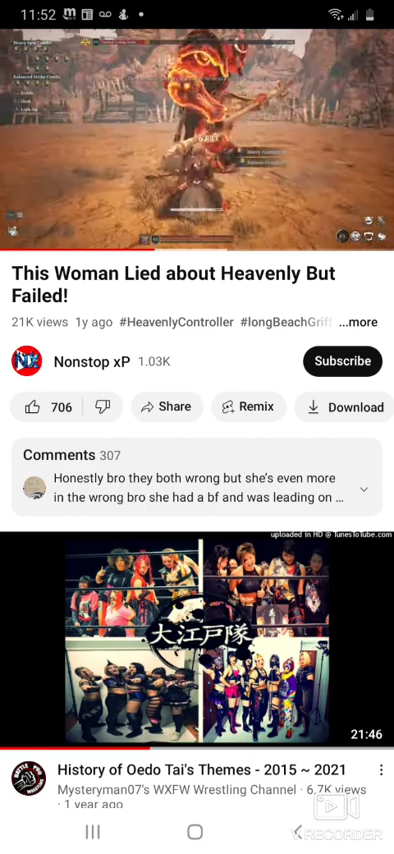 11:52
This Woman Lied about Heavenly But
Failed!
21K views 1y ago #HeavenlyController #longBeachGriff ...more
Nonstop xP 1.03K
Subscribe
706
Share
Remix
Download
Comments 307
Honestly bro they both wrong but she's even more
in the wrong bro she had a bf and was leading on ...
uploaded in HD @ TunesToTube.com
大江戸隊
21:46
History of Oedo Tai's Themes - 2015 ~ 2021
Mysteryman07's WXFW Wrestling Channel · 6.7K views
· 1 year ago
RECORDER